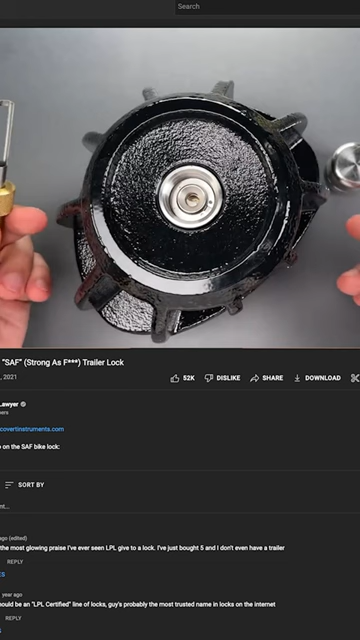 Search
"SAF" (Strong As F***) Trailer Lock
, 2021
52K DISLIKE SHARE DOWNLOAD
Lawyer
covertinstruments.com
on the SAF bike lock:
SORT BY
ago (edited)
the most glowing praise I've ever seen LPL give to a lock. I've just bought 5 and I don't even have a trailer
REPLY
year ago
should be an "LPL Certified" line of locks, guy's probably the most trusted name in locks on the internet
REPLY